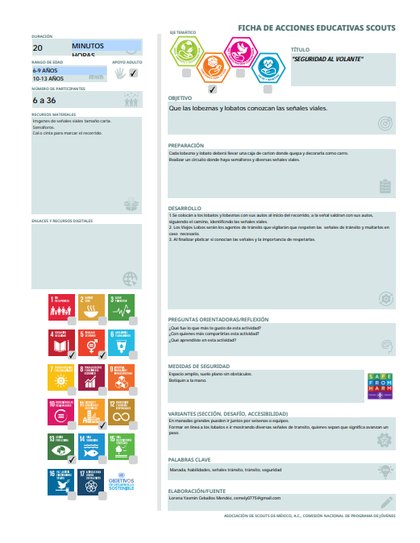 FICHA DE ACCIONES EDUCATIVAS SCOUTS
DURACIÓN
20
MINUTOS
HORAS
RANGO DE EDAD
APOYO ADULTO
6-9 AÑOS
10-13 AÑOS
NÚMERO DE PARTICIPANTES
6 a 36
RECURSOS MATERIALES
Imágenes de señales viales tamaño carta.
Semáforos.
Cal o cinta para marcar el recorrido.
ENLACES Y RECURSOS DIGITALES
EJE TEMÁTICO
TÍTULO
"SEGURIDAD AL VOLANTE"
OBJETIVO
Que las lobeznas y lobatos conozcan las señales viales.
PREPARACIÓN
Cada lobezna y lobato deberá llevar una caja de cartón donde quepa y decorarla como carro.
Realizar un circuito donde haya semáforos y diversas señales viales.
DESARROLLO
1 Se colocan a los lobatos y lobeznas con sus autos al inicio del recorrido, a la señal saldrán con sus autos,
siguiendo el camino, identificando las señales viales.
2. Los Viejos Lobos serán los agentes de tránsito que vigilarán que respeten las señales de tránsito y multarlos en
caso necesario.
3. Al finalizar platicar si conocían las señales y la importancia de respetarlas.
PREGUNTAS ORIENTADORAS/REFLEXIÓN
¿Qué fue lo que más te gusto de esta actividad?
¿Con quienes más compartirías esta actividad?
¿Qué aprendiste en esta actividad?
MEDIDAS DE SEGURIDAD
Espacio amplio, suelo plano sin obstáculos.
Botiquín a la mano.
SAFE
FROM
HARM
VARIANTES (SECCIÓN, DESAFÍO, ACCESIBILIDAD)
En manadas grandes pueden ir juntos por seisenas o equipos.
Formar en línea a los lobatos e ir mostrando diversas señales de transito, quienes sepan que significa avanzan un
paso.
PALABRAS CLAVE
Manada, habilidades, señales tránsito, tránsito, seguridad
ELABORACIÓN/FUENTE
ASOCIACIÓN DE SCOUTS DE MÉXICO, A.C., COMISIÓN NACIONAL DE PROGRAMA DE JÓVENES